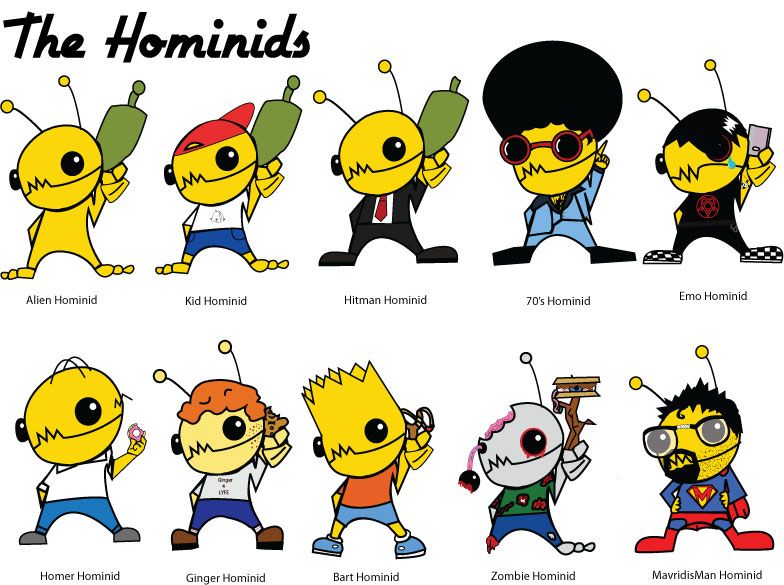 The Hominids
Alien Hominid
Kid Hominid
Hitman Hominid
70's Hominid
Emo Hominid
Ginger
4
LYFE
M
Homer Hominid
Ginger Hominid
Bart Hominid
Zombie Hominid
MavridisMan Hominid